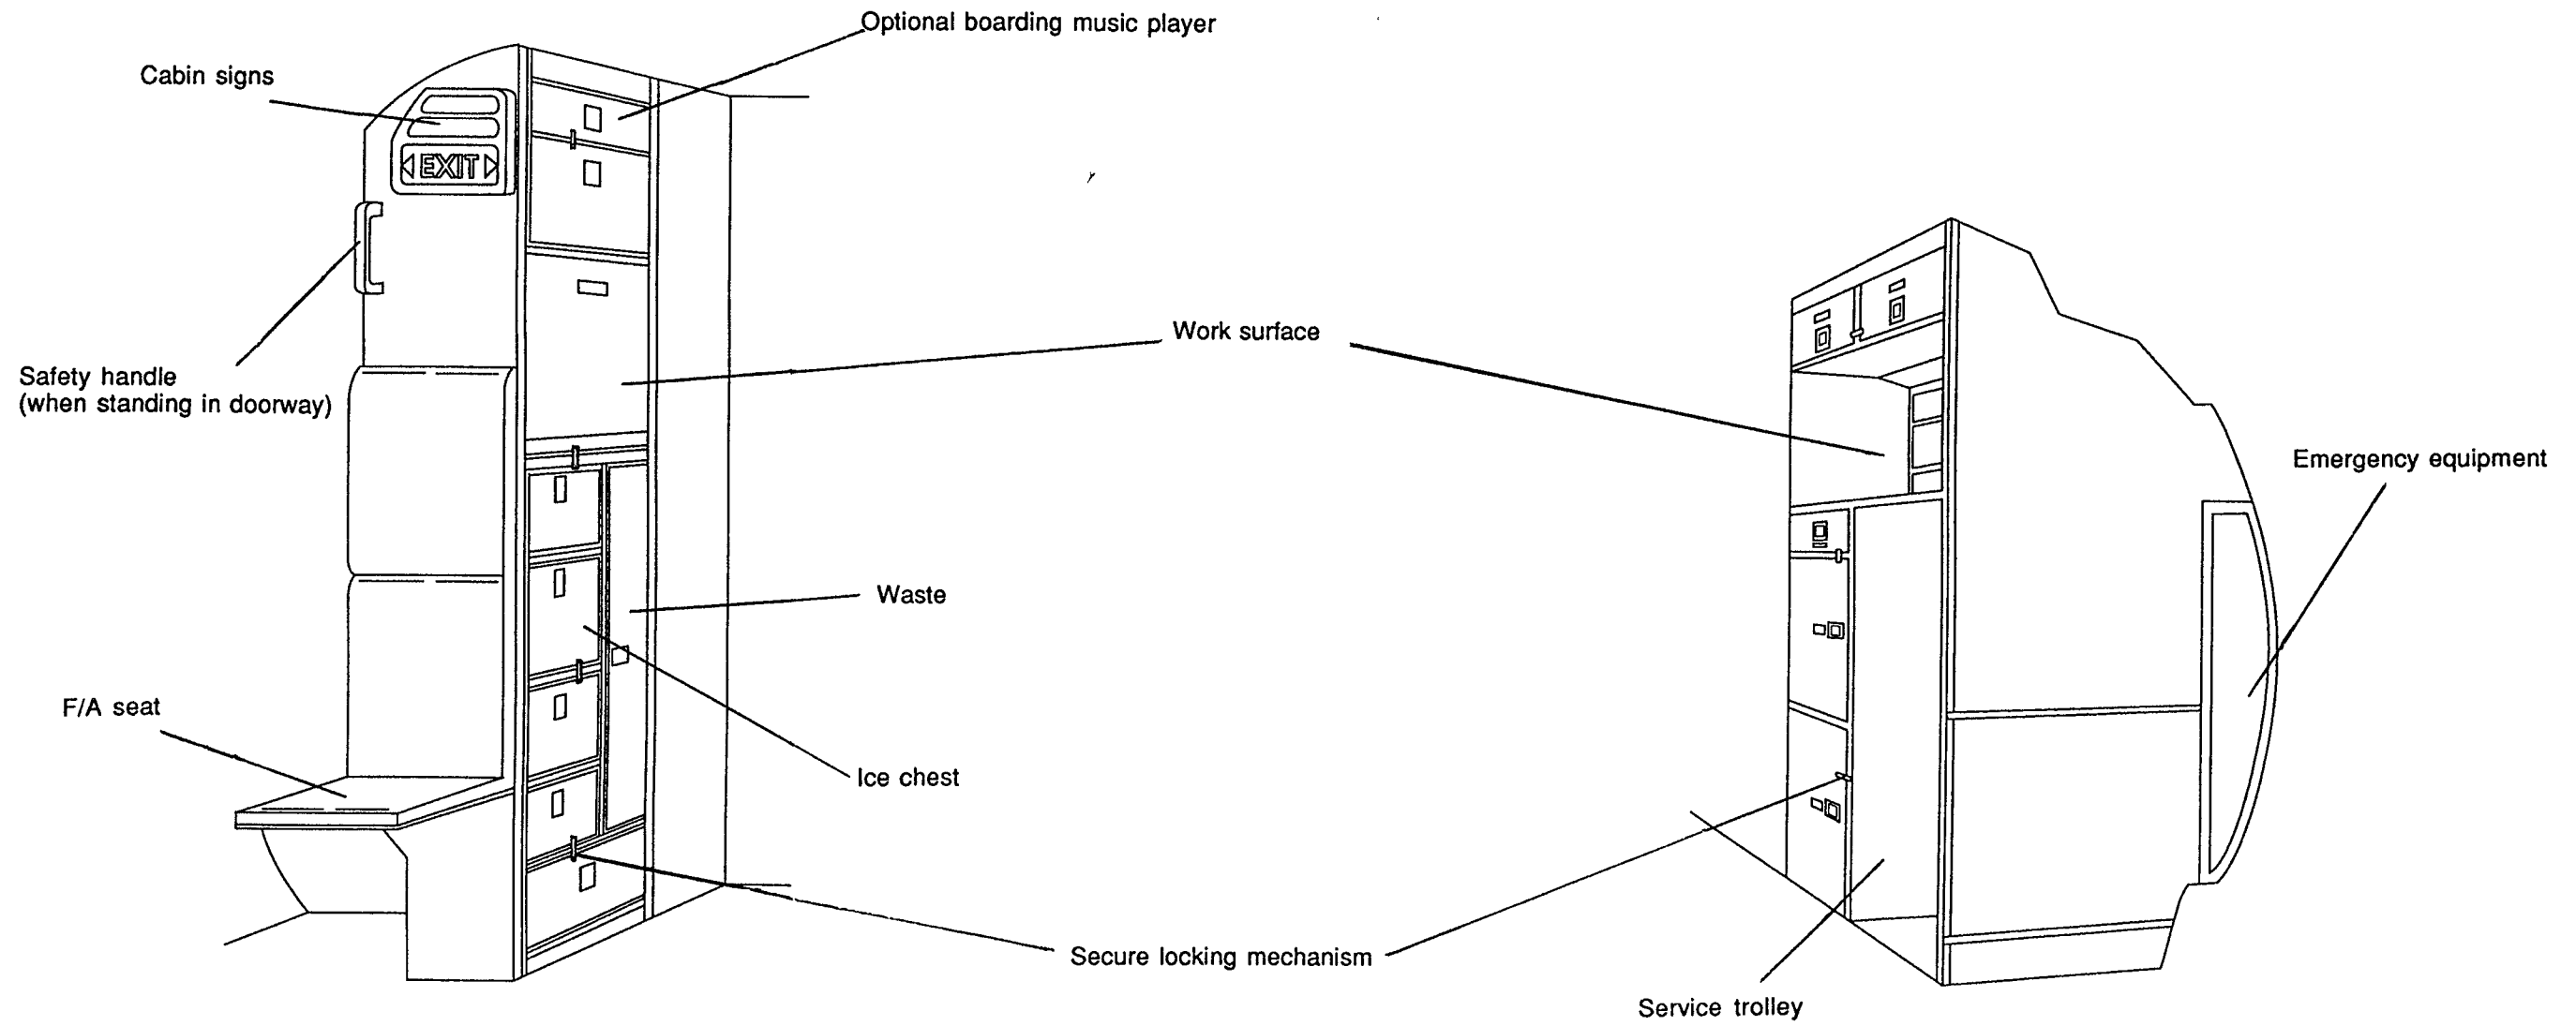 Optional boarding music player
Cabin signs
EXIT
Work surface
Safety handle
(when standing in doorway)
Emergency equipment
Waste
F/A seat
Ice chest
Secure locking mechanism
Service trolley